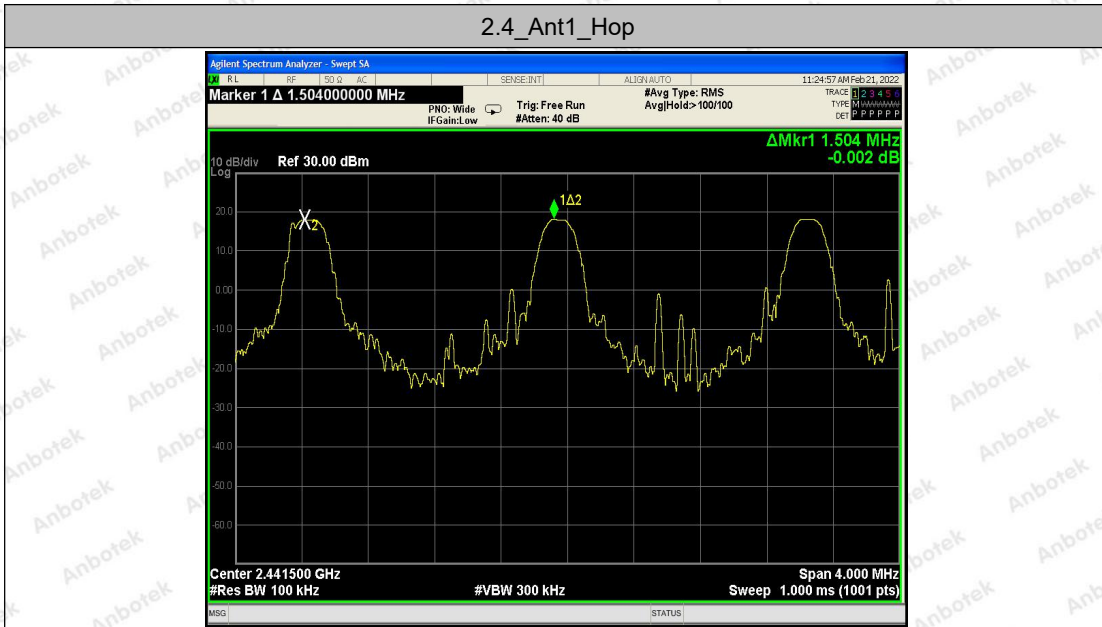 2.4_Ant1_Hop
Agilent Spectrum Analyzer - Swept SA
RL RF 50 Ω AC SENSE:INT ALIGN AUTO 11:24:57 AM Feb 21, 2022
Marker 1 Δ 1.504000000 MHz
PNO: Wide
IFGain:Low
Trig: Free Run
#Atten: 40 dB
#Avg Type: RMS
Avg|Hold:>100/100
TRACE 1 2 3 4 5 6
TYPE M
DET P P P P P P
ΔMkr1 1.504 MHz
-0.002 dB
10 dB/div Ref 30.00 dBm
Log
1Δ2
20.0
X2
10.0
0.00
-10.0
-20.0
-30.0
-40.0
-50.0
-60.0
Center 2.441500 GHz Span 4.000 MHz
#Res BW 100 kHz #VBW 300 kHz Sweep 1.000 ms (1001 pts)
MSG STATUS
Anbotek